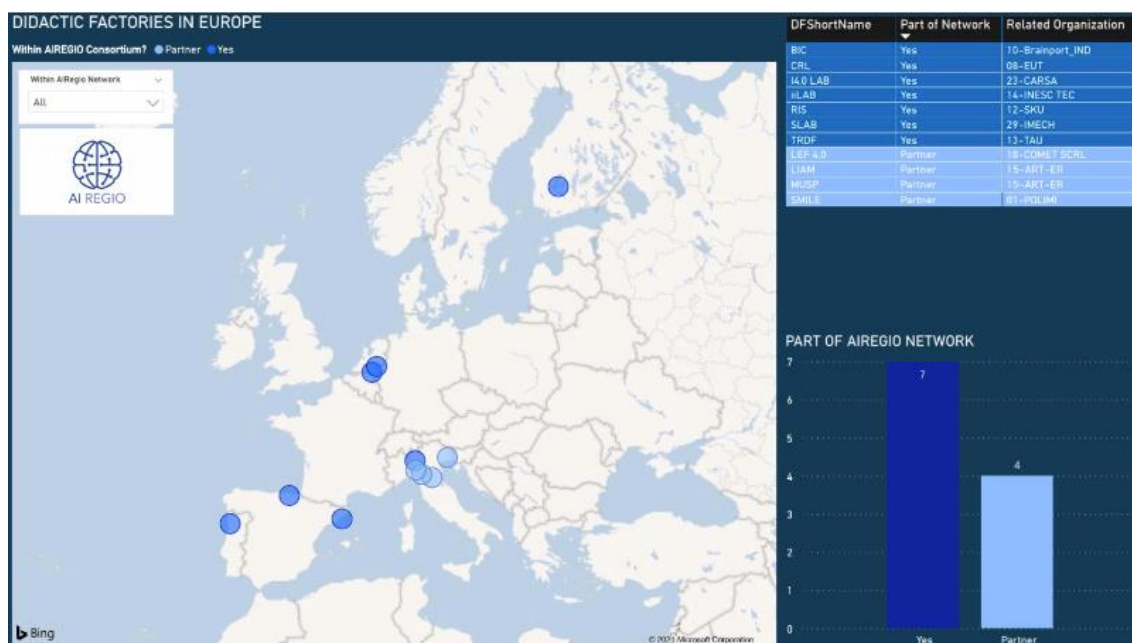 DIDACTIC FACTORIES IN EUROPE
Within AIREGIO Consortium? Partner Yes
Within AIRegio Network
All
AI REGIO
Bing
© 2021 Microsoft Corporation
DFShortName Part of Network Related Organization
BIC Yes 10-Brainport_IND
CRL Yes 08-EUT
I4.0 LAB Yes 23-CARSA
iiLAB Yes 14-INESC TEC
RIS Yes 12-SKU
SLAB Yes 29-IMECH
TRDF Yes 13-TAU
LEF 4.0 Partner 18-COMET SCRL
LIAM Partner 15-ART-ER
MUSP Partner 15-ART-ER
SMILE Partner 01-POLIMI
PART OF AIREGIO NETWORK
7
6
5
4
3
2
1
0
7
4
Yes Partner